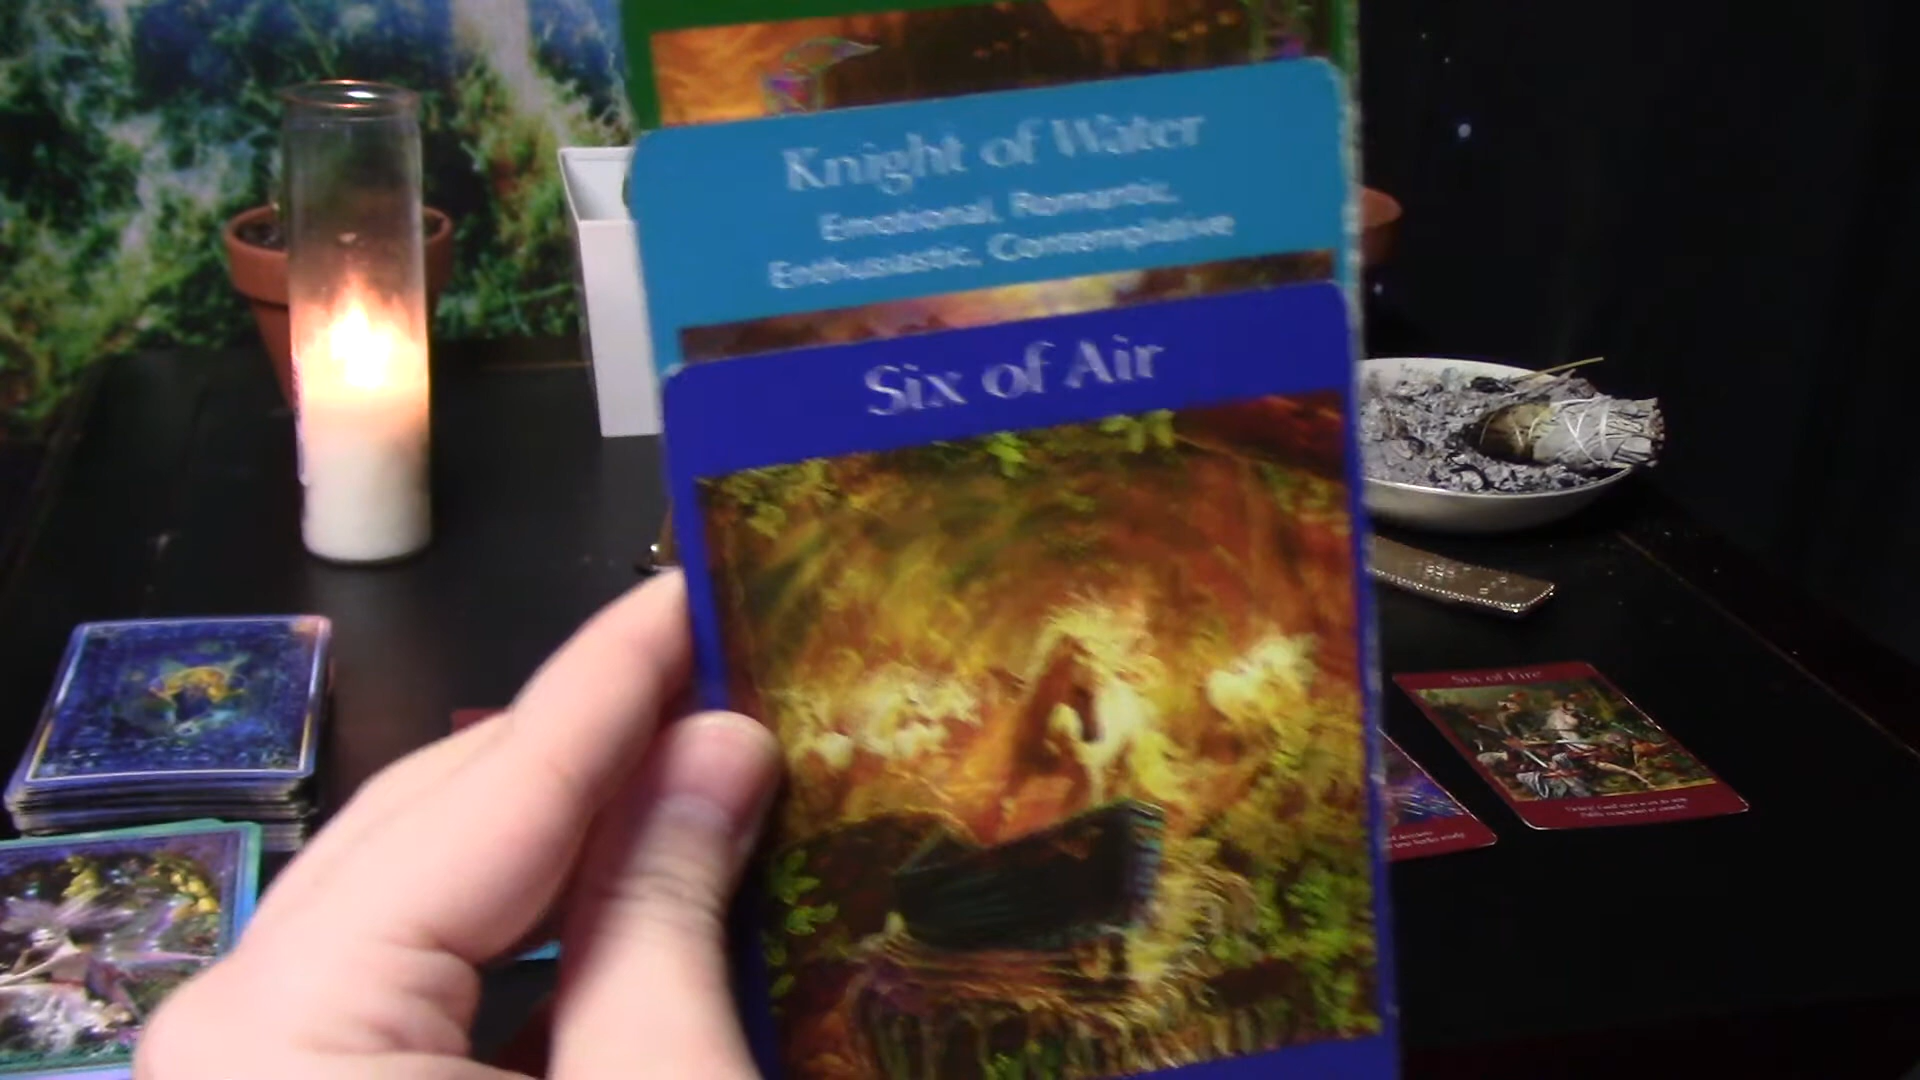 Knight of Water
Emotional, Romantic,
Enthusiastic, Contemplative
Six of Air
Six of Fire